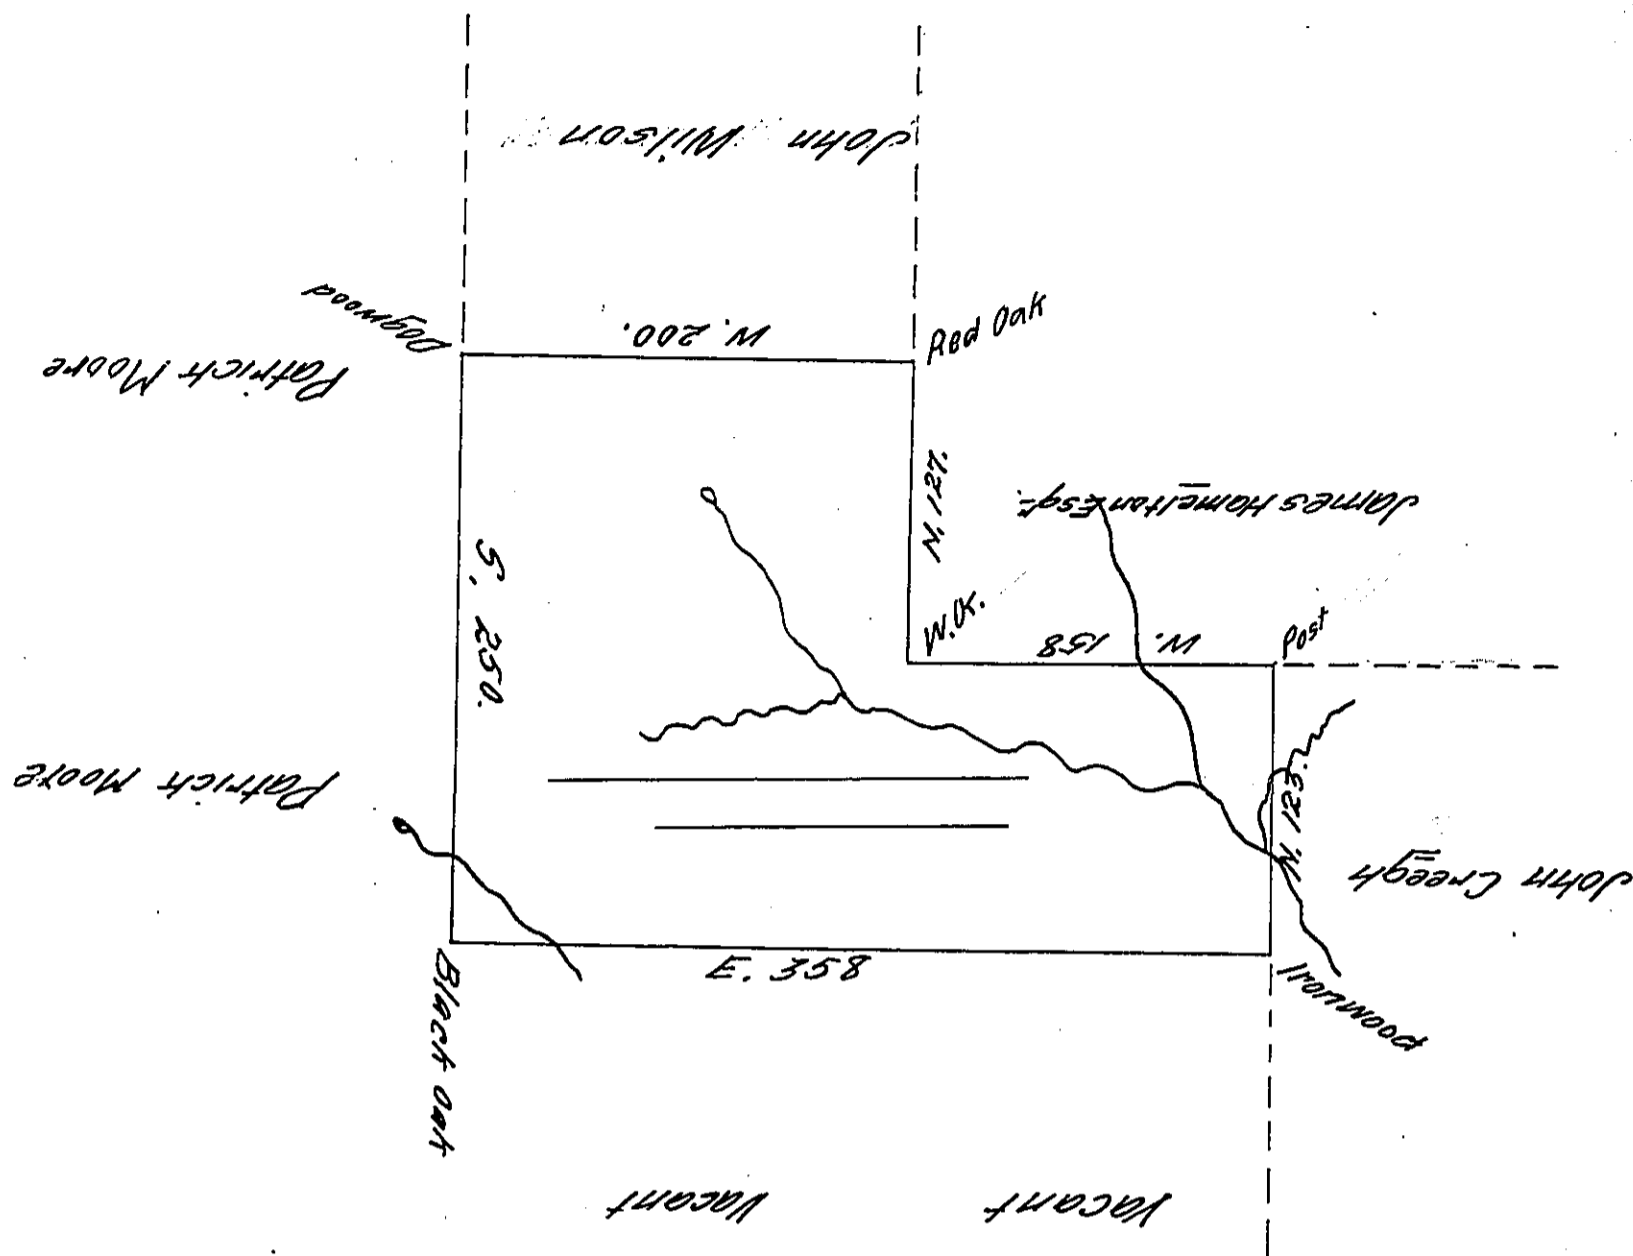 John Wilson
Dogwood
W. 200.
Red Oak
Patrick Moore
N. 127.
James Hamelton Esqr.
S. 250.
W.O.
W. 158
Post
Patrick Moore
N. 123.
John Creegh
E. 358
Ironwood
Black Oak
Vacant
Vacant